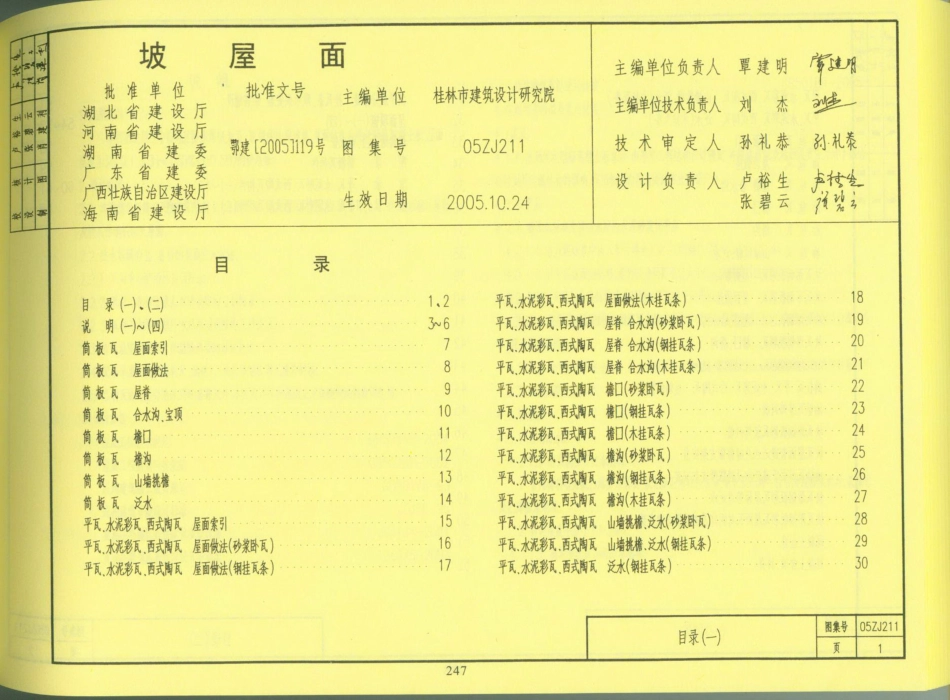 坡 屋 面
批 准 单 位
湖 北 省 建 设 厅
河 南 省 建 设 厅
湖 南 省 建 委
广 东 省 建 委
广西壮族自治区建设厅
海 南 省 建 设 厅
批准文号
鄂建[2005]119号
主 编 单 位 桂林市建筑设计研究院
图 集 号 05ZJ211
生 效 日 期 2005.10.24
主编单位负责人 覃 建 明
主编单位技术负责人 刘 杰
技 术 审 定 人 孙 礼 恭
设 计 负 责 人 卢 裕 生
张 碧 云
目 录
目 录(一)、(二) 1、2
说 明(一)~(四) 3~6
筒 板 瓦 屋面索引 7
筒 板 瓦 屋面做法 8
筒 板 瓦 屋脊 9
筒 板 瓦 合水沟、宝顶 10
筒 板 瓦 檐口 11
筒 板 瓦 檐沟 12
筒 板 瓦 山墙挑檐 13
筒 板 瓦 泛水 14
平瓦、水泥彩瓦、西式陶瓦 屋面索引 15
平瓦、水泥彩瓦、西式陶瓦 屋面做法(砂浆卧瓦) 16
平瓦、水泥彩瓦、西式陶瓦 屋面做法(钢挂瓦条) 17
平瓦、水泥彩瓦、西式陶瓦 屋面做法(木挂瓦条) 18
平瓦、水泥彩瓦、西式陶瓦 屋脊 合水沟(砂浆卧瓦) 19
平瓦、水泥彩瓦、西式陶瓦 屋脊 合水沟(钢挂瓦条) 20
平瓦、水泥彩瓦、西式陶瓦 屋脊 合水沟(木挂瓦条) 21
平瓦、水泥彩瓦、西式陶瓦 檐口(砂浆卧瓦) 22
平瓦、水泥彩瓦、西式陶瓦 檐口(钢挂瓦条) 23
平瓦、水泥彩瓦、西式陶瓦 檐口(木挂瓦条) 24
平瓦、水泥彩瓦、西式陶瓦 檐沟(砂浆卧瓦) 25
平瓦、水泥彩瓦、西式陶瓦 檐沟(钢挂瓦条) 26
平瓦、水泥彩瓦、西式陶瓦 檐沟(木挂瓦条) 27
平瓦、水泥彩瓦、西式陶瓦 山墙挑檐、泛水(砂浆卧瓦) 28
平瓦、水泥彩瓦、西式陶瓦 山墙挑檐、泛水(钢挂瓦条) 29
平瓦、水泥彩瓦、西式陶瓦 泛水(钢挂瓦条) 30
目录(一)
图集号 05ZJ211
页 1
247